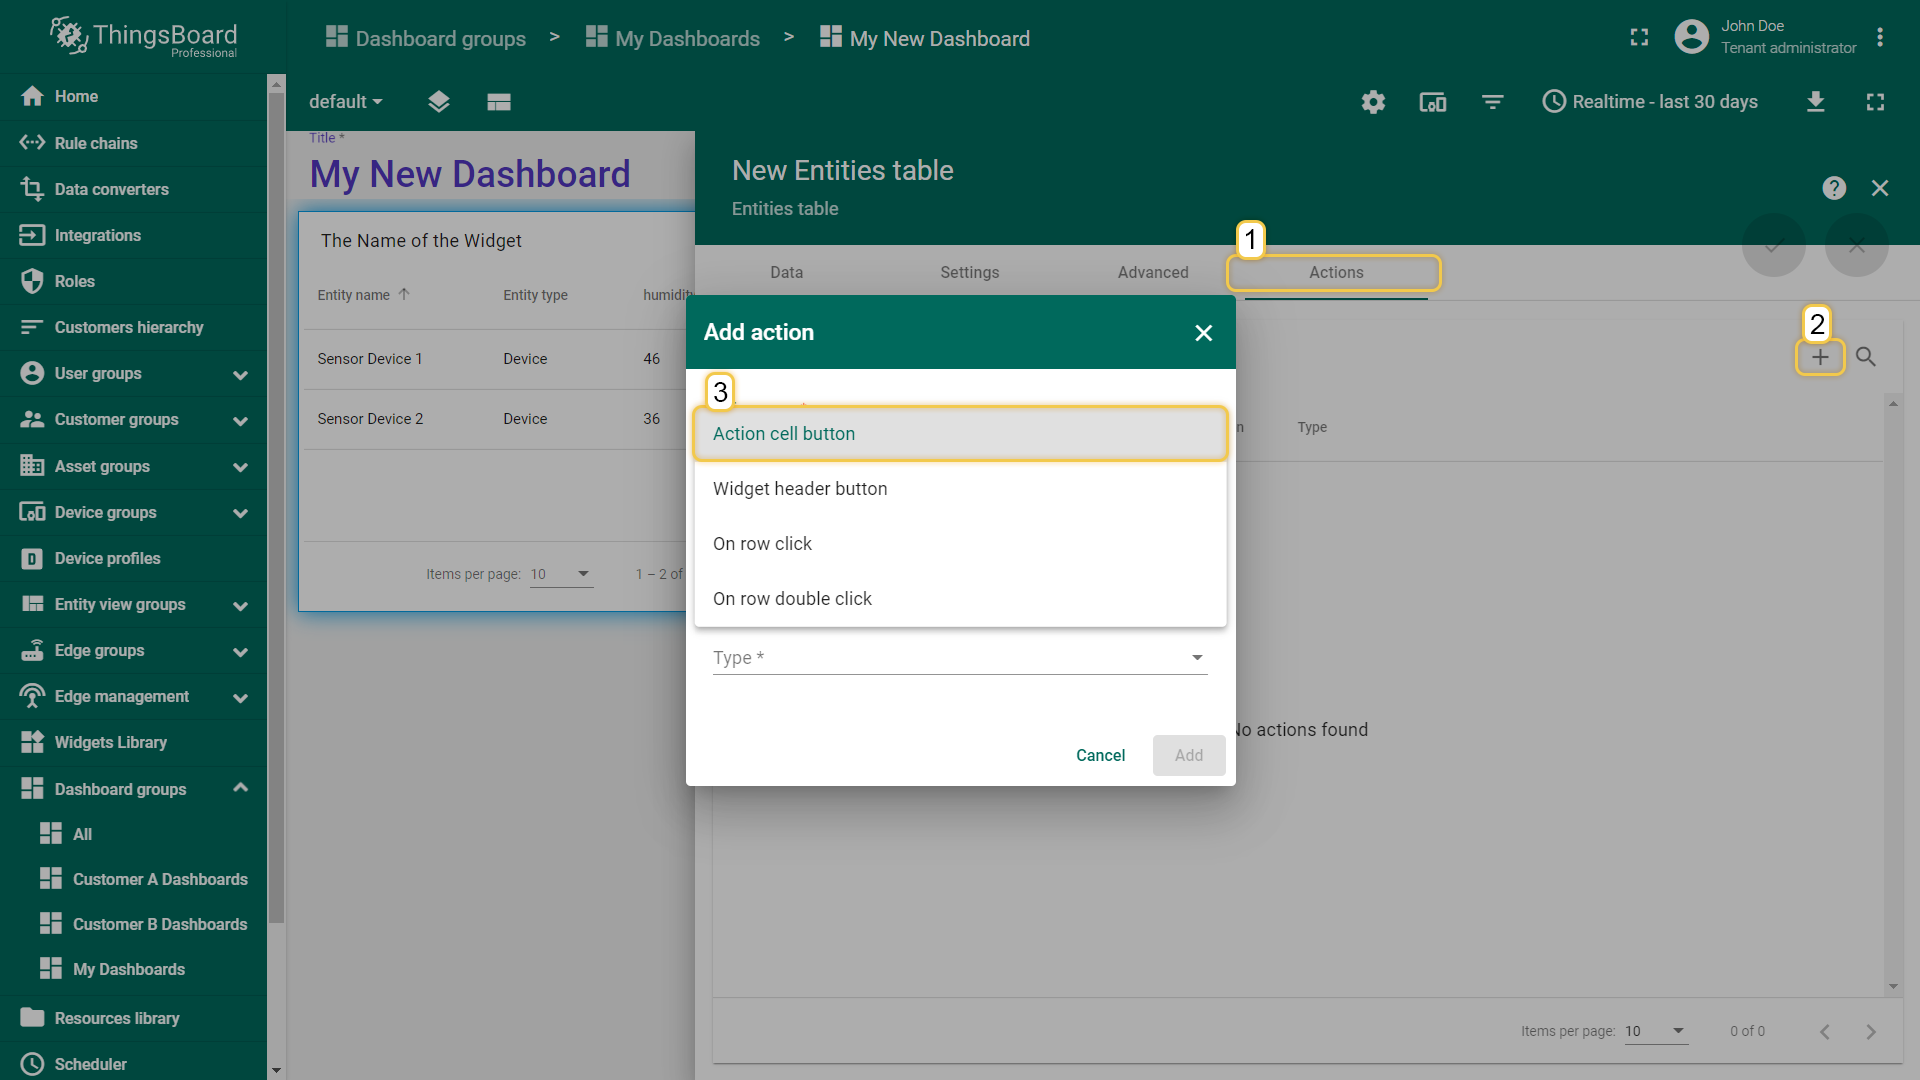 ThingsBoard
Professional
Dashboard groups > My Dashboards > My New Dashboard
John Doe
Tenant administrator
Home
Rule chains
Data converters
Integrations
Roles
Customers hierarchy
User groups
Customer groups
Asset groups
Device groups
Device profiles
Entity view groups
Edge groups
Edge management
Widgets Library
Dashboard groups
All
Customer A Dashboards
Customer B Dashboards
My Dashboards
Resources library
Scheduler
default
Realtime - last 30 days
Title *
My New Dashboard
The Name of the Widget
Entity name Entity type humidit
Sensor Device 1 Device 46
Sensor Device 2 Device 36
Items per page: 10 1 – 2 of
New Entities table
Entities table
?
1
Data Settings Advanced Actions
2
Type
No actions found
Items per page: 10 0 of 0
Add action
3
Action cell button
Widget header button
On row click
On row double click
Type *
Cancel Add